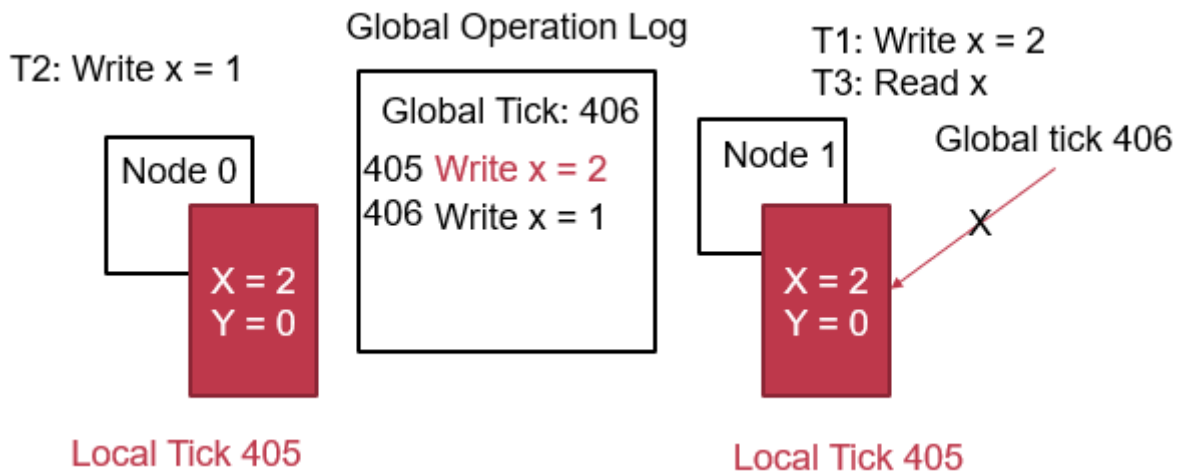 Global Operation Log
T2: Write x = 1
T1: Write x = 2
T3: Read x
Global Tick: 406
405 Write x = 2
406 Write x = 1
Node 0
X = 2
Y = 0
Local Tick 405
Node 1
Global tick 406
X
X = 2
Y = 0
Local Tick 405